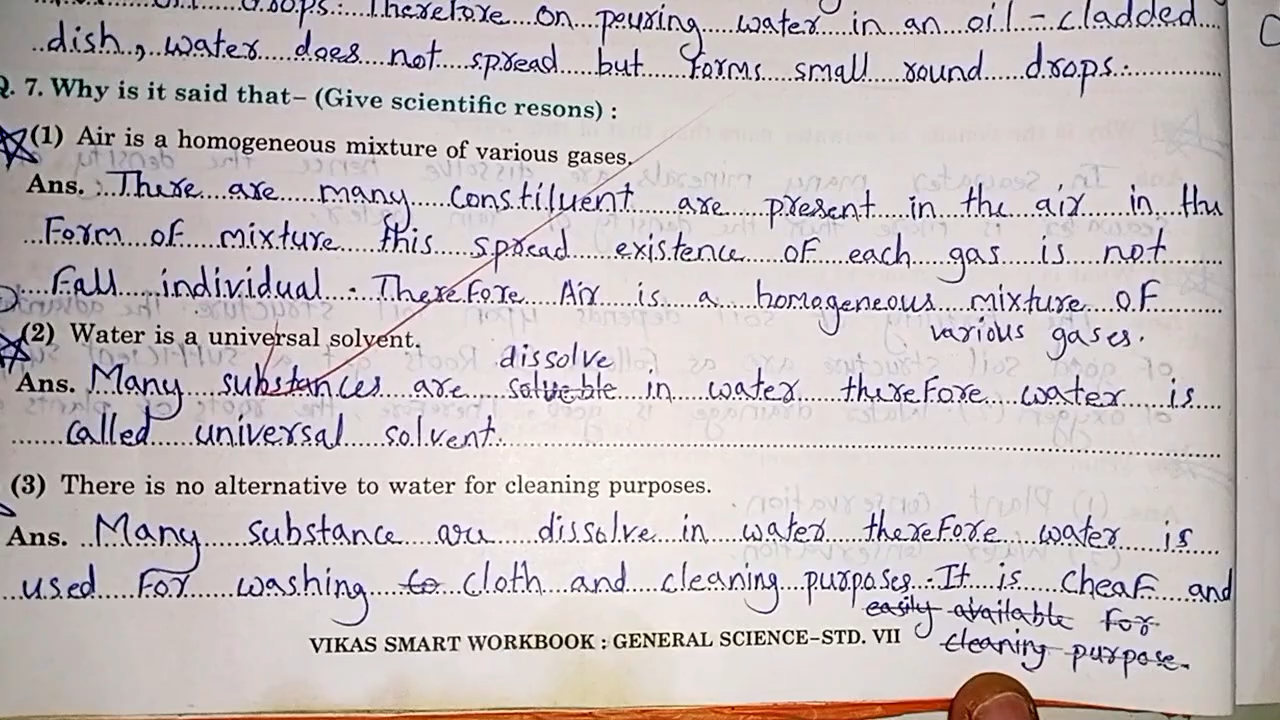 drops. Therefore on pouring water in an oil - cladded
dish, water does not spread but forms small round drops.
Q. 7. Why is it said that– (Give scientific resons) :
(1) Air is a homogeneous mixture of various gases.
Ans. There are many constiluent are present in the air in the
Form of mixture this spread existence of each gas is not
Fall individual. Therefore Air is a homogeneous mixture of
various gases.
(2) Water is a universal solvent.
dissolve
Ans. Many substances are soluble in water therefore water is
called universal solvent.
(3) There is no alternative to water for cleaning purposes.
Ans. Many substance are dissolve in water therefore water is
used for washing to cloth and cleaning purposes. It is cheaf and
easily available for
cleaning purpose.
VIKAS SMART WORKBOOK : GENERAL SCIENCE–STD. VII